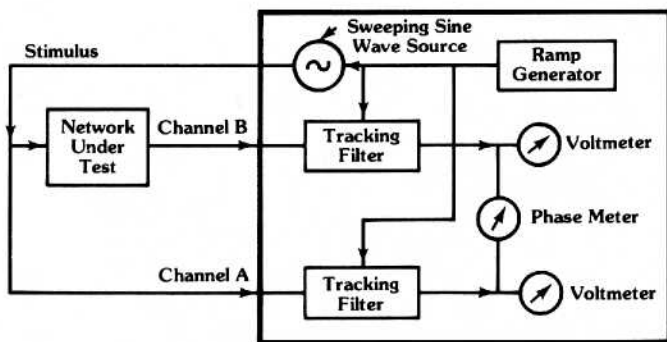 Sweeping Sine
Wave Source
Stimulus
Ramp
Generator
Network
Under
Test
Channel B
Tracking
Filter
Voltmeter
Phase Meter
Channel A
Tracking
Filter
Voltmeter